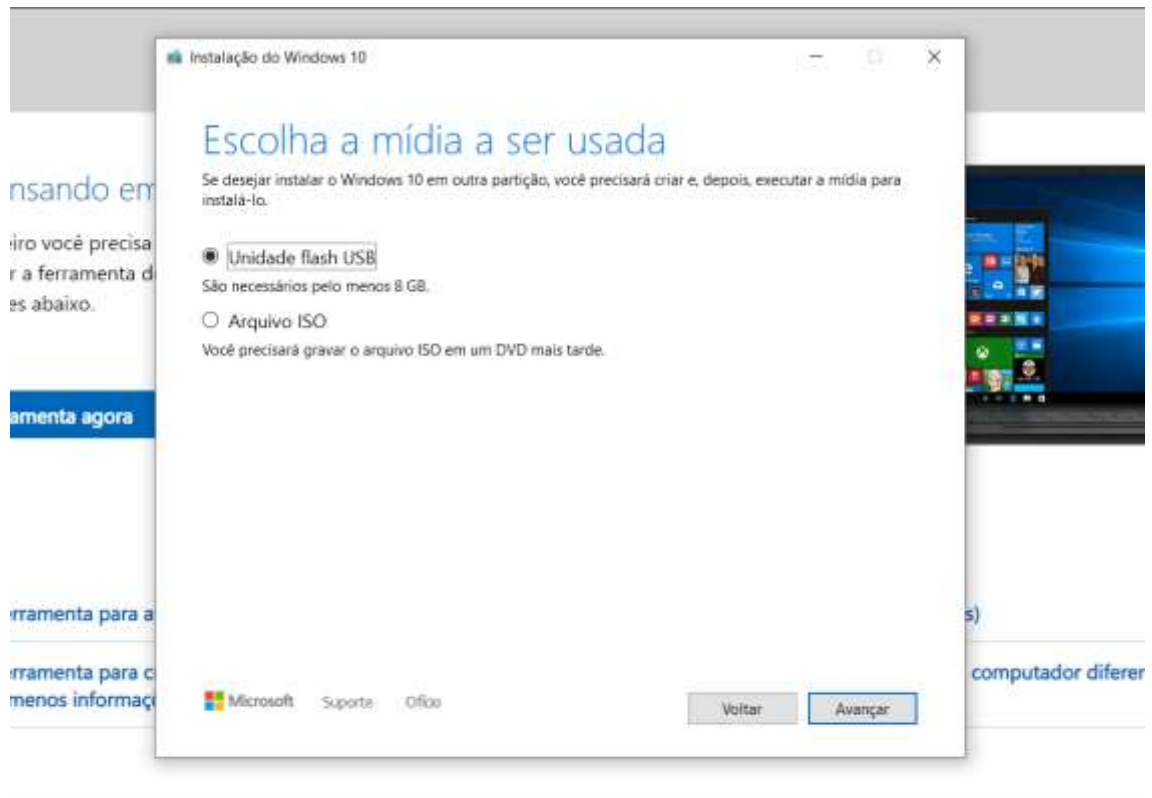 Instalação do Windows 10
Escolha a mídia a ser usada
Se desejar instalar o Windows 10 em outra partição, você precisará criar e, depois, executar a mídia para
instalá-lo.
nsando em
iro você precisa
Unidade flash USB
r a ferramenta d
São necessários pelo menos 8 GB.
es abaixo.
Arquivo ISO
Você precisará gravar o arquivo ISO em um DVD mais tarde.
amenta agora
rramenta para a
s)
rramenta para c
computador diferen
menos informaç
Microsoft Suporte
Voltar Avançar